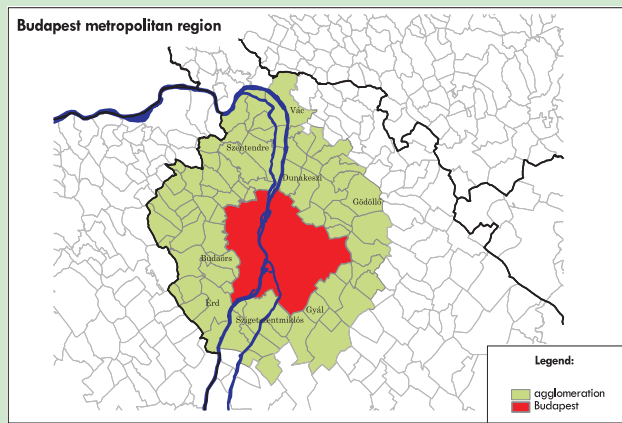 Budapest metropolitan region
Vác
Szentendre
Dunakeszi
Gödöllő
Budaörs
Érd
Gyál
Szigetszentmiklós
Legend:
agglomeration
Budapest